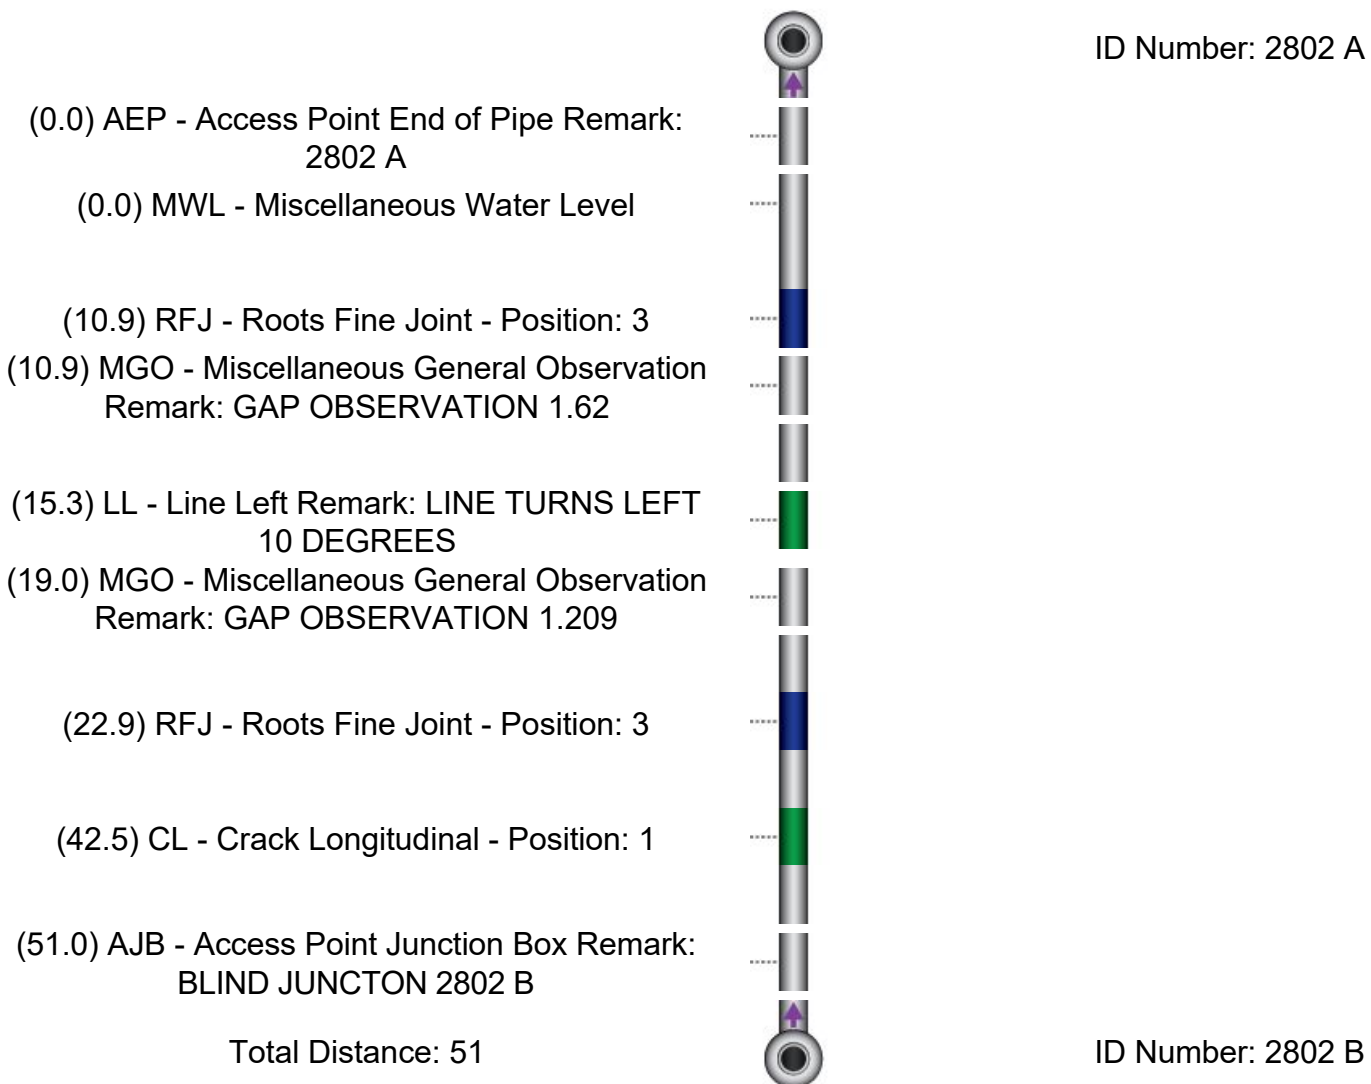 ID Number: 2802 A
(0.0) AEP - Access Point End of Pipe Remark:
2802 A
(0.0) MWL - Miscellaneous Water Level
(10.9) RFJ - Roots Fine Joint - Position: 3
(10.9) MGO - Miscellaneous General Observation
Remark: GAP OBSERVATION 1.62
(15.3) LL - Line Left Remark: LINE TURNS LEFT
10 DEGREES
(19.0) MGO - Miscellaneous General Observation
Remark: GAP OBSERVATION 1.209
(22.9) RFJ - Roots Fine Joint - Position: 3
(42.5) CL - Crack Longitudinal - Position: 1
(51.0) AJB - Access Point Junction Box Remark:
BLIND JUNCTON 2802 B
Total Distance: 51
ID Number: 2802 B